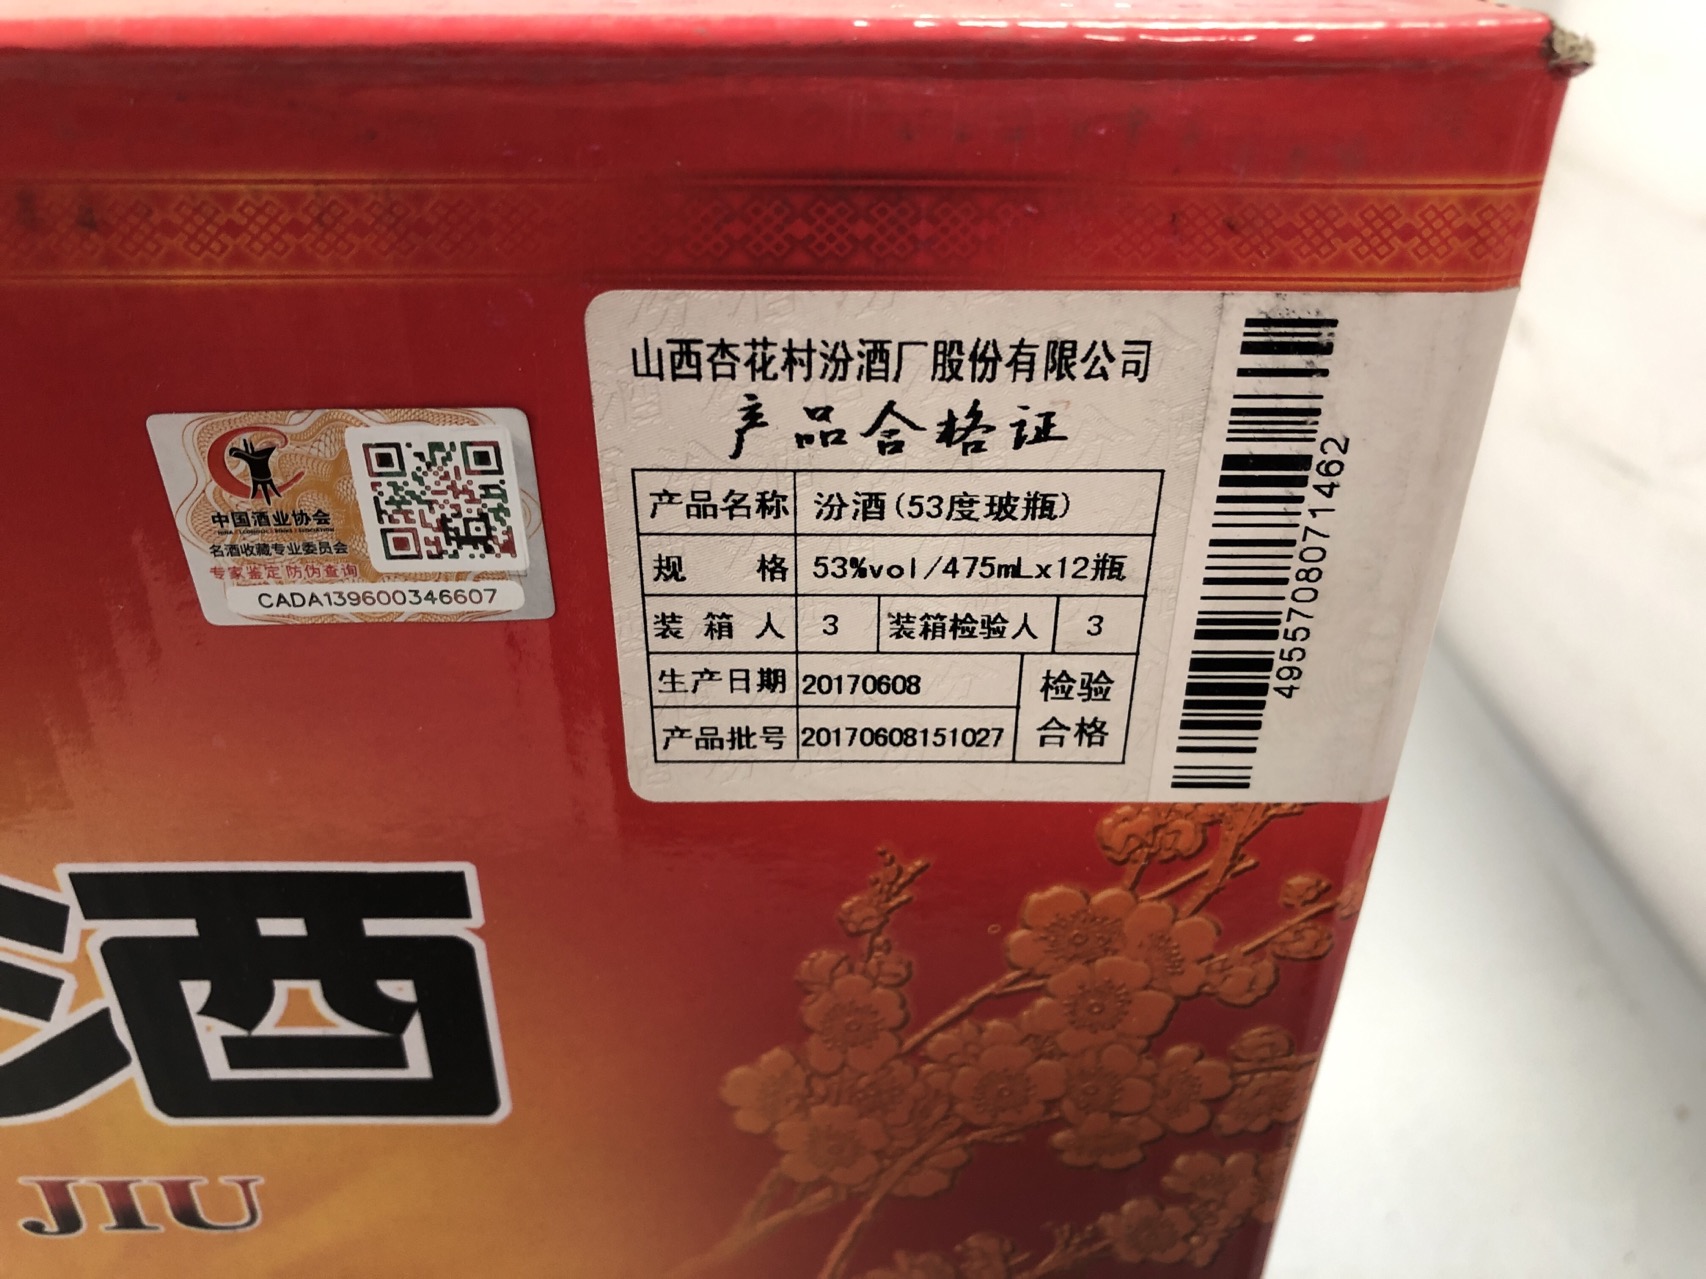 中国酒业协会
名酒收藏专业委员会
专家鉴定防伪查询
CADA139600346607
山西杏花村汾酒厂股份有限公司
产品合格证
产品名称 汾酒(53度玻瓶)
规 格 53%vol/475mLx12瓶
装 箱 人 3 装箱检验人 3
生产日期 20170608
产品批号 20170608151027
检验
合格
4955708071462
酒
JIU